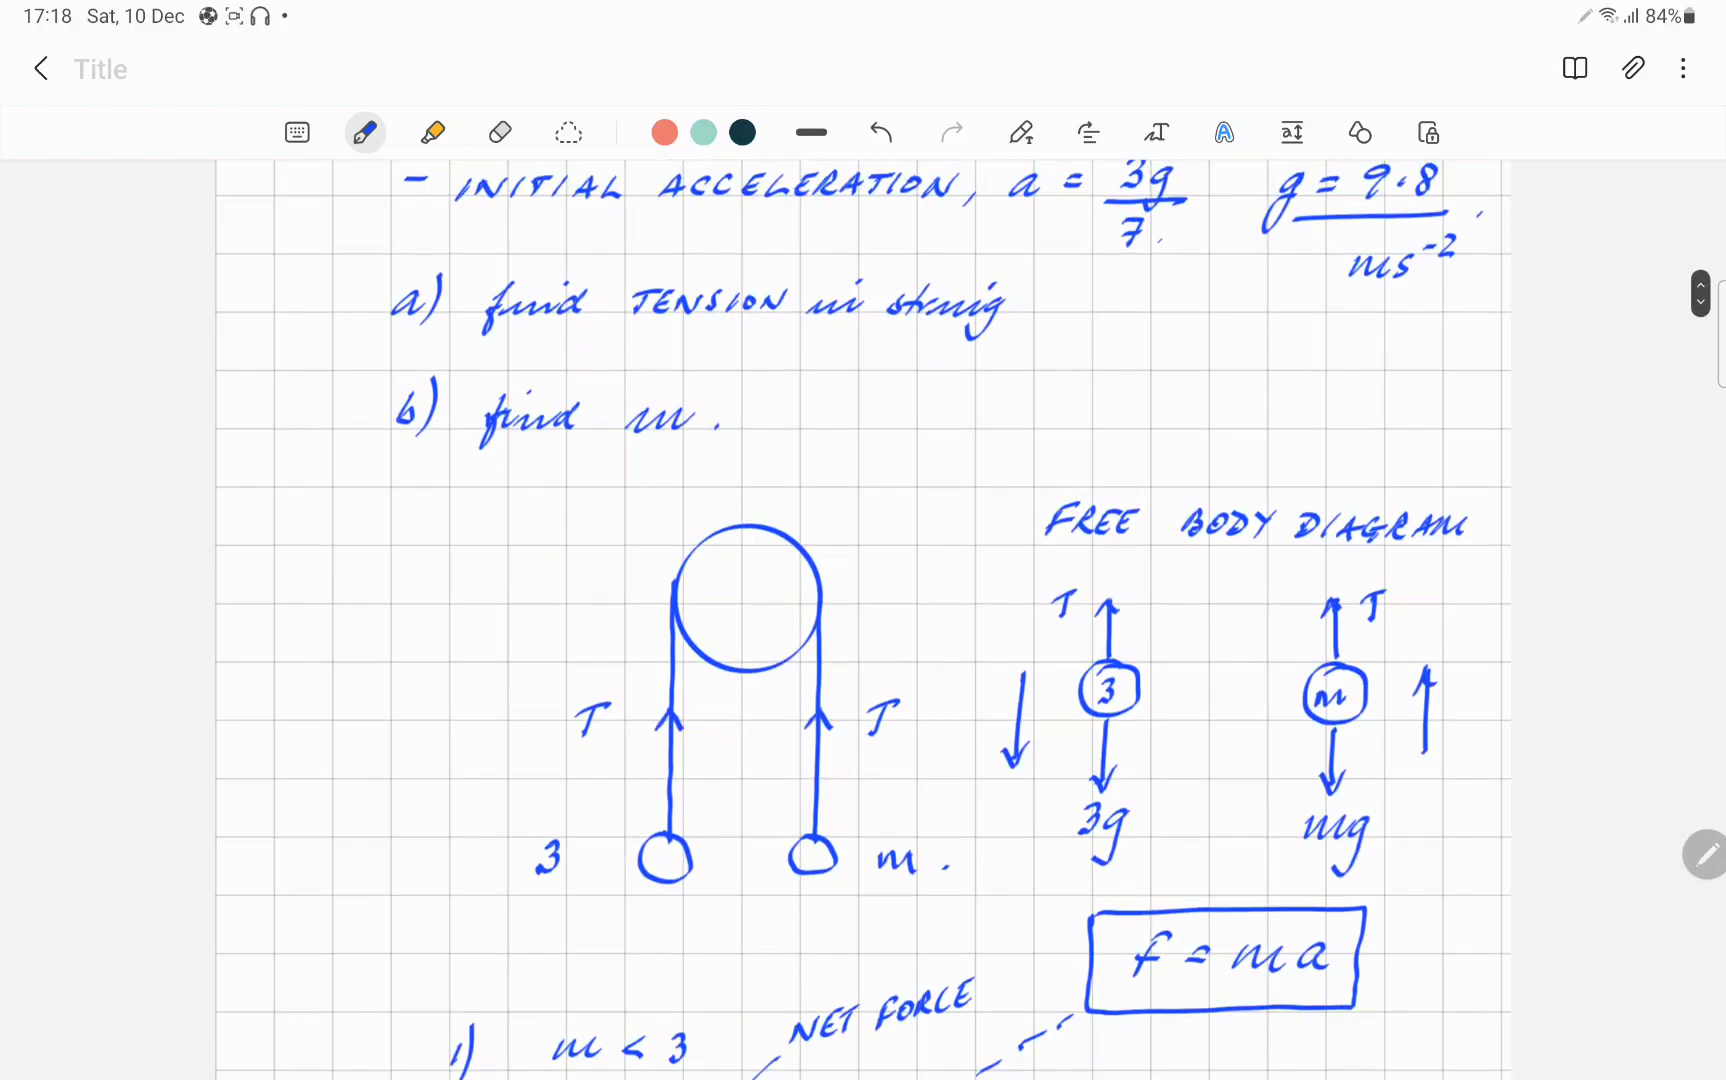 17:18 Sat, 10 Dec 84%
Title
- INITIAL ACCELERATION, a = 3g/7. g = 9.8 ms⁻².
a) find TENSION in string
b) find m.
FREE BODY DIAGRAM
T T
3 m
T T
3g mg
3 m.
f = ma
NET FORCE
1) m < 3